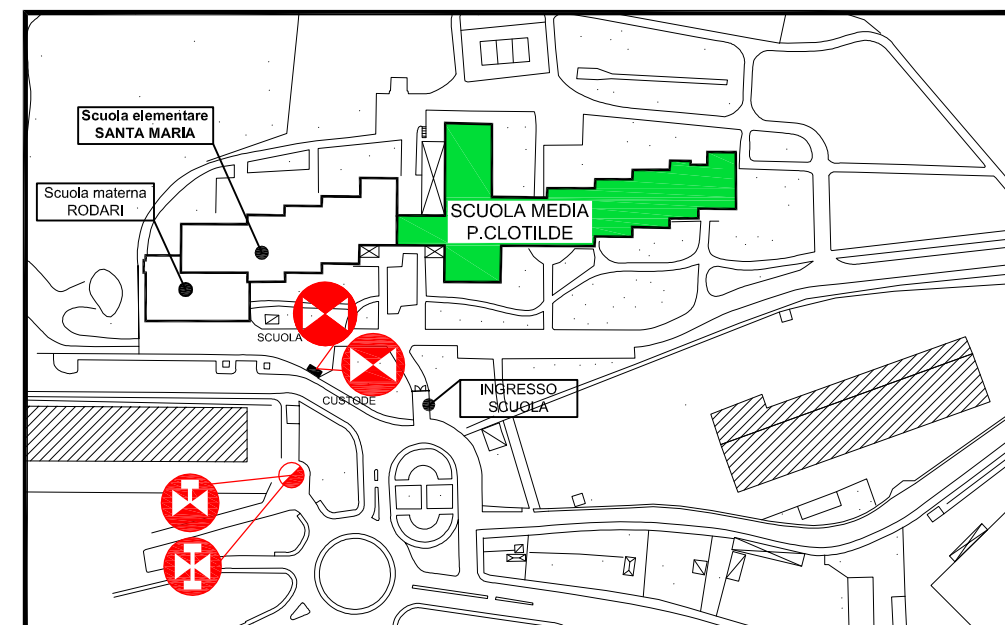 Scuola elementare
SANTA MARIA
Scuola materna
RODARI
SCUOLA MEDIA
P.CLOTILDE
SCUOLA
CUSTODE
INGRESSO
SCUOLA